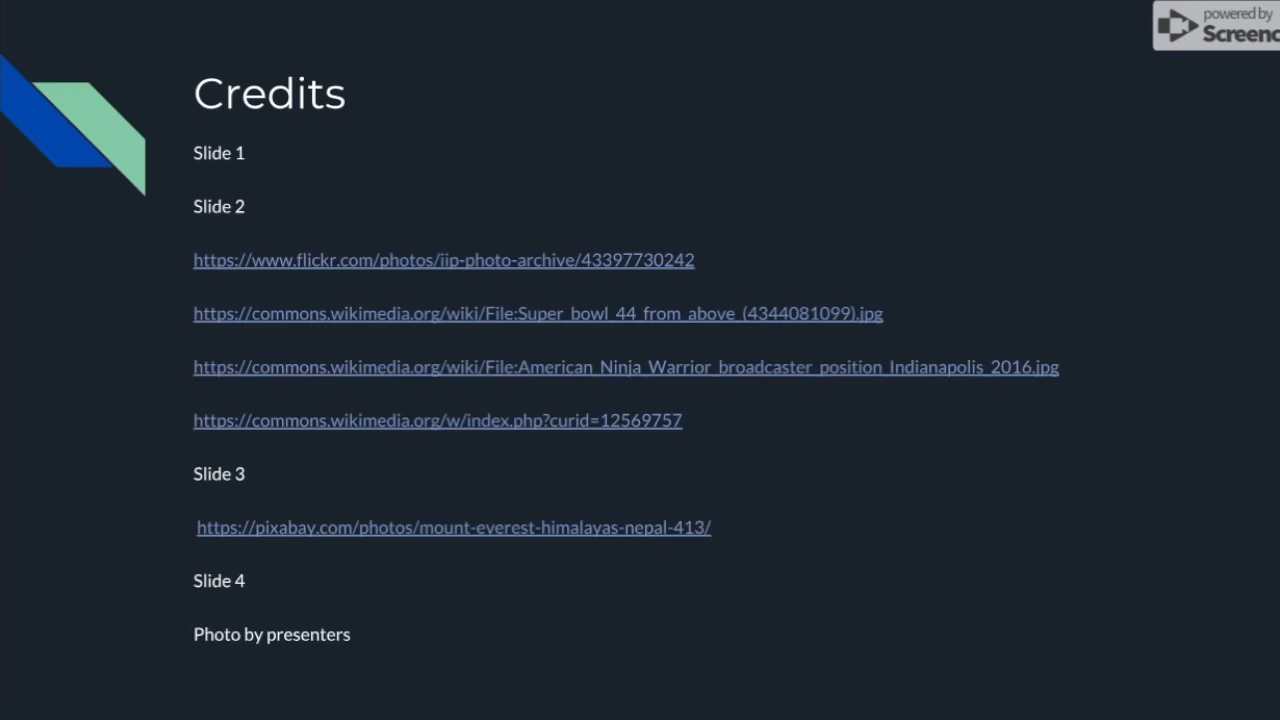 powered by
Screenc
Credits
Slide 1
Slide 2
https://www.flickr.com/photos/iip-photo-archive/43397730242
https://commons.wikimedia.org/wiki/File:Super_bowl_44_from_above_(4344081099).jpg
https://commons.wikimedia.org/wiki/File:American_Ninja_Warrior_broadcaster_position_Indianapolis_2016.jpg
https://commons.wikimedia.org/w/index.php?curid=12569757
Slide 3
https://pixabay.com/photos/mount-everest-himalayas-nepal-413/
Slide 4
Photo by presenters